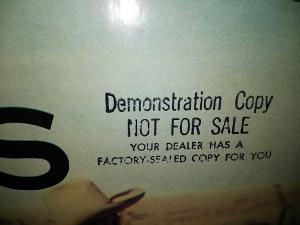 Demonstration Copy
NOT FOR SALE
YOUR DEALER HAS A
FACTORY-SEALED COPY FOR YOU
S